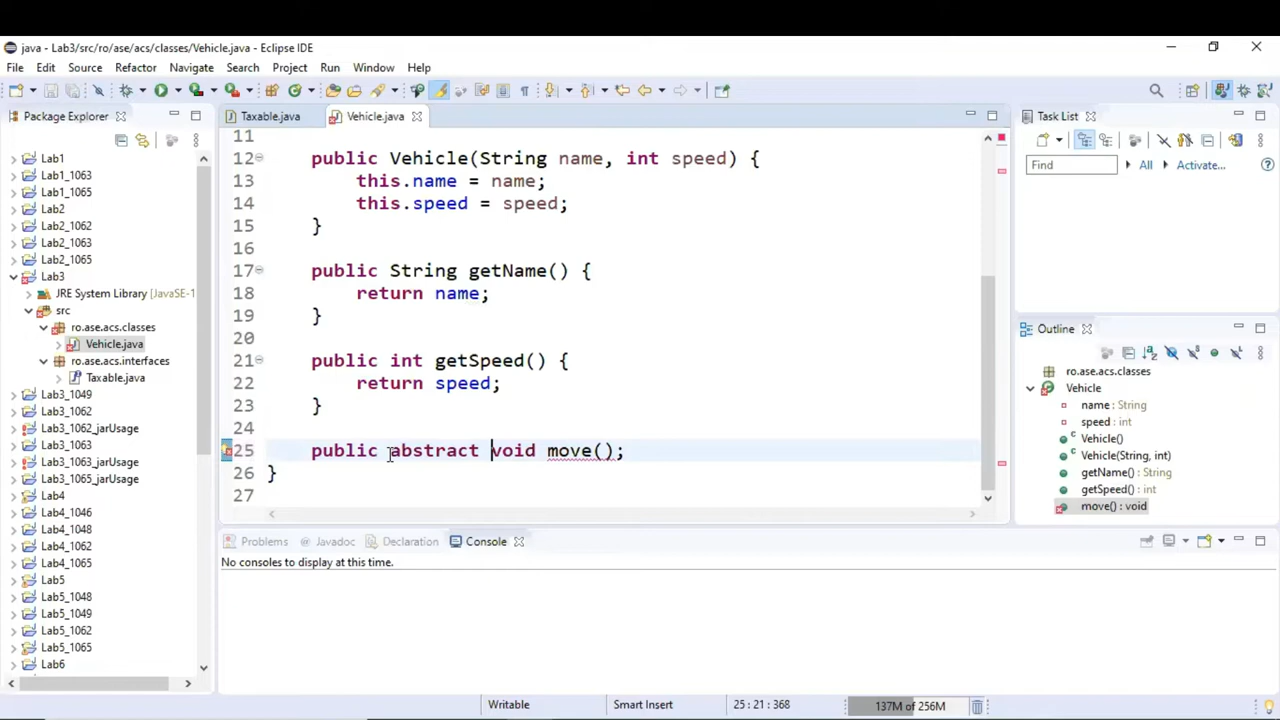 java - Lab3/src/ro/ase/acs/classes/Vehicle.java - Eclipse IDE
File Edit Source Refactor Navigate Search Project Run Window Help
Package Explorer
Lab1
Lab1_1063
Lab1_1065
Lab2
Lab2_1062
Lab2_1063
Lab2_1065
Lab3
JRE System Library [JavaSE-1
src
ro.ase.acs.classes
Vehicle.java
ro.ase.acs.interfaces
Taxable.java
Lab3_1049
Lab3_1062
Lab3_1062_jarUsage
Lab3_1063
Lab3_1063_jarUsage
Lab3_1065_jarUsage
Lab4
Lab4_1046
Lab4_1048
Lab4_1062
Lab4_1065
Lab5
Lab5_1048
Lab5_1049
Lab5_1062
Lab5_1065
Lab6
Taxable.java Vehicle.java
11
12 public Vehicle(String name, int speed) {
13 this.name = name;
14 this.speed = speed;
15 }
16
17 public String getName() {
18 return name;
19 }
20
21 public int getSpeed() {
22 return speed;
23 }
24
25 public abstract void move();
26 }
27
Problems Javadoc Declaration Console
No consoles to display at this time.
Task List
Find All Activate...
Outline
ro.ase.acs.classes
Vehicle
name : String
speed : int
Vehicle()
Vehicle(String, int)
getName() : String
getSpeed() : int
move() : void
Writable Smart Insert 25 : 21 : 368 137M of 256M